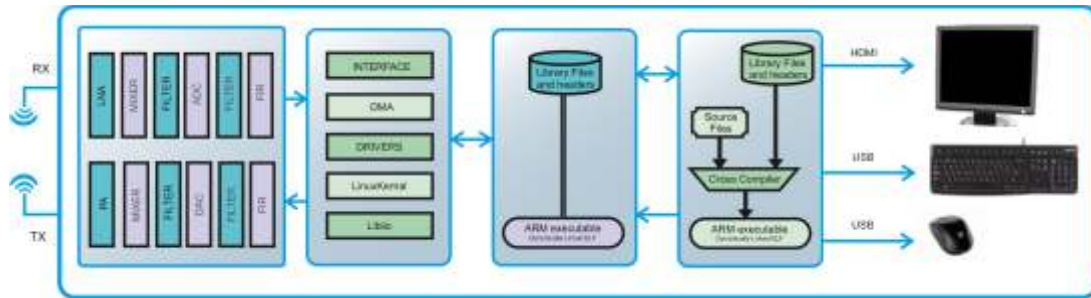 RX
LNA
MIXER
FILTER
ADC
FILTER
FIR
PA
MIXER
FILTER
DAC
FILTER
FIR
TX
INTERFACE
DMA
DRIVERS
LinuxKernal
Libiio
Library Files
and headers
ARM executable
Library Files
and headers
Source
Files
Cross Compiler
ARM executable
HDMI
USB
USB